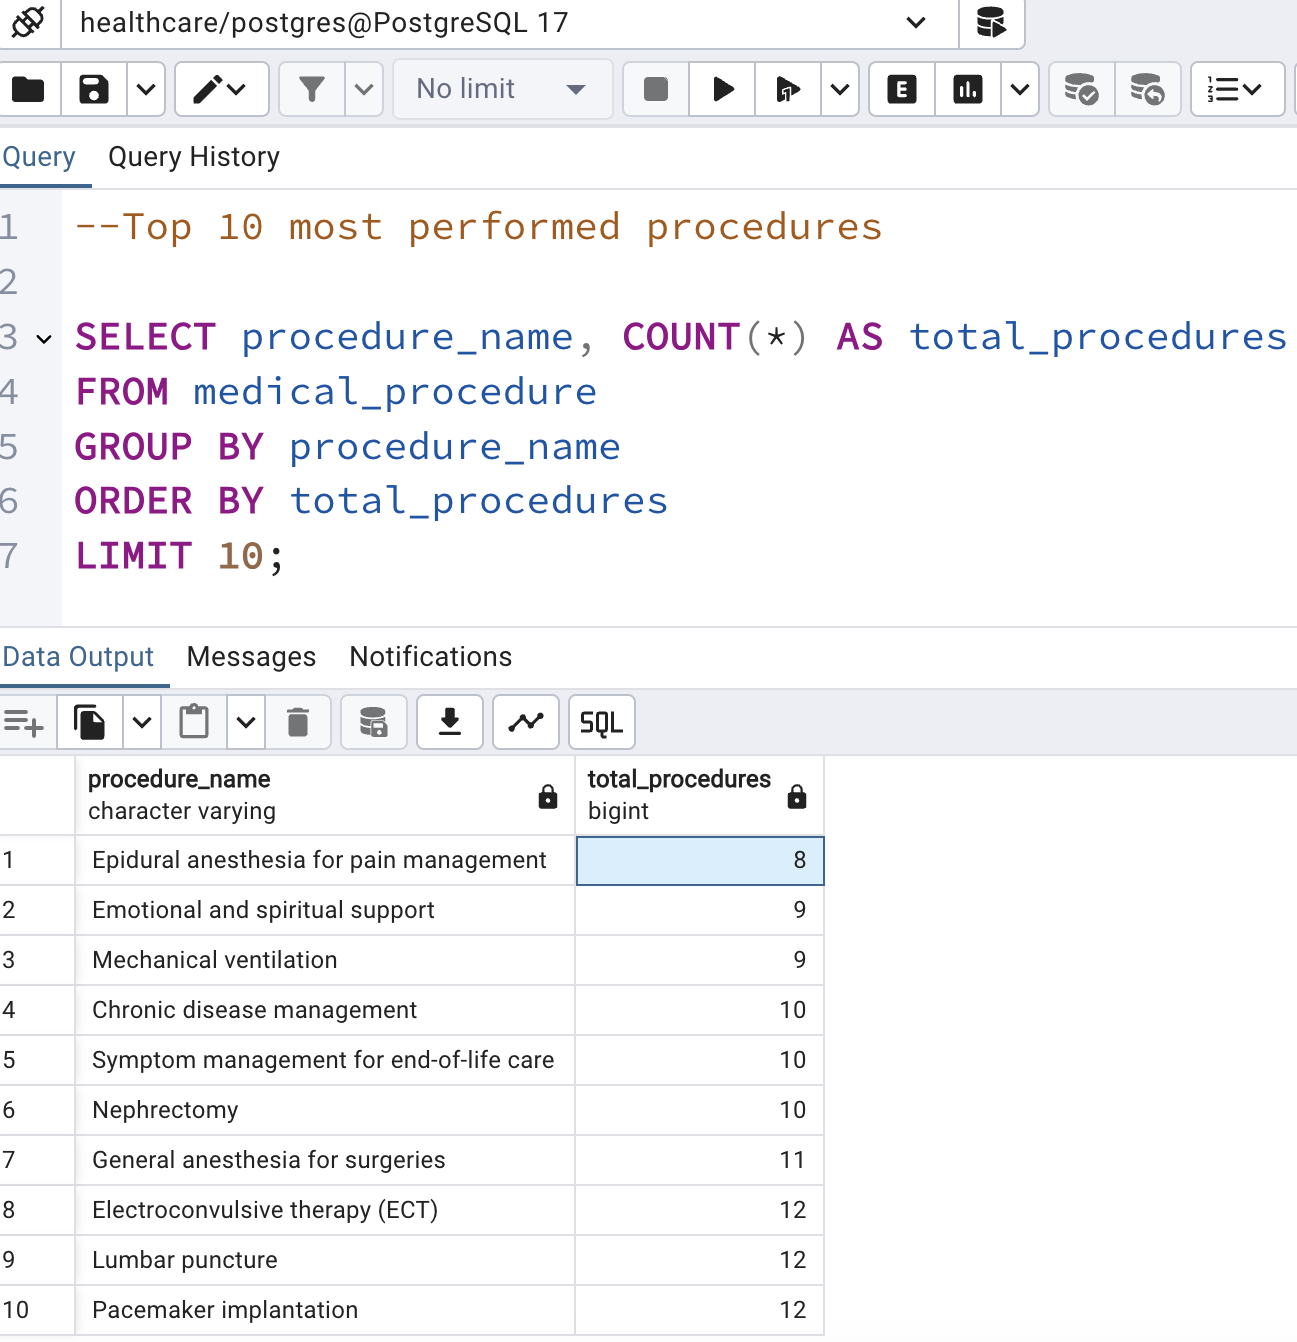 healthcare/postgres@PostgreSQL 17
No limit
E
Query Query History
1 --Top 10 most performed procedures
2
3 SELECT procedure_name, COUNT(*) AS total_procedures
4 FROM medical_procedure
5 GROUP BY procedure_name
6 ORDER BY total_procedures
7 LIMIT 10;
Data Output Messages Notifications
SQL
procedure_name total_procedures
character varying bigint
1 Epidural anesthesia for pain management 8
2 Emotional and spiritual support 9
3 Mechanical ventilation 9
4 Chronic disease management 10
5 Symptom management for end-of-life care 10
6 Nephrectomy 10
7 General anesthesia for surgeries 11
8 Electroconvulsive therapy (ECT) 12
9 Lumbar puncture 12
10 Pacemaker implantation 12